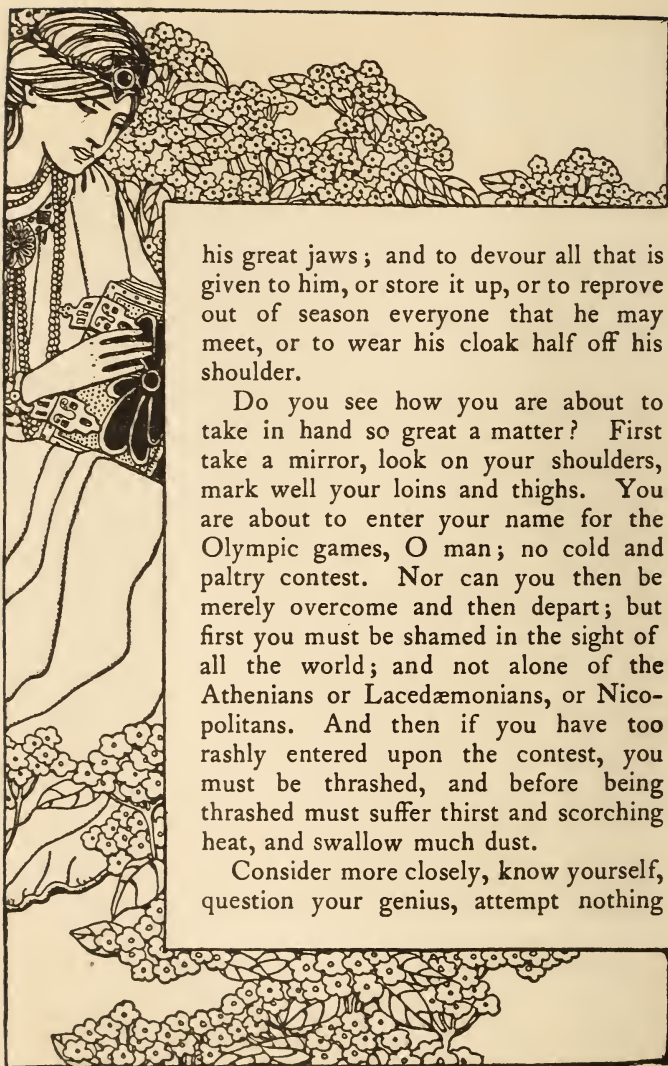 his great jaws; and to devour all that is
given to him, or store it up, or to reprove
out of season everyone that he may
meet, or to wear his cloak half off his
shoulder.
Do you see how you are about to
take in hand so great a matter? First
take a mirror, look on your shoulders,
mark well your loins and thighs. You
are about to enter your name for the
Olympic games, O man; no cold and
paltry contest. Nor can you then be
merely overcome and then depart; but
first you must be shamed in the sight of
all the world; and not alone of the
Athenians or Lacedæmonians, or Nico-
politans. And then if you have too
rashly entered upon the contest, you
must be thrashed, and before being
thrashed must suffer thirst and scorching
heat, and swallow much dust.
Consider more closely, know yourself,
question your genius, attempt nothing